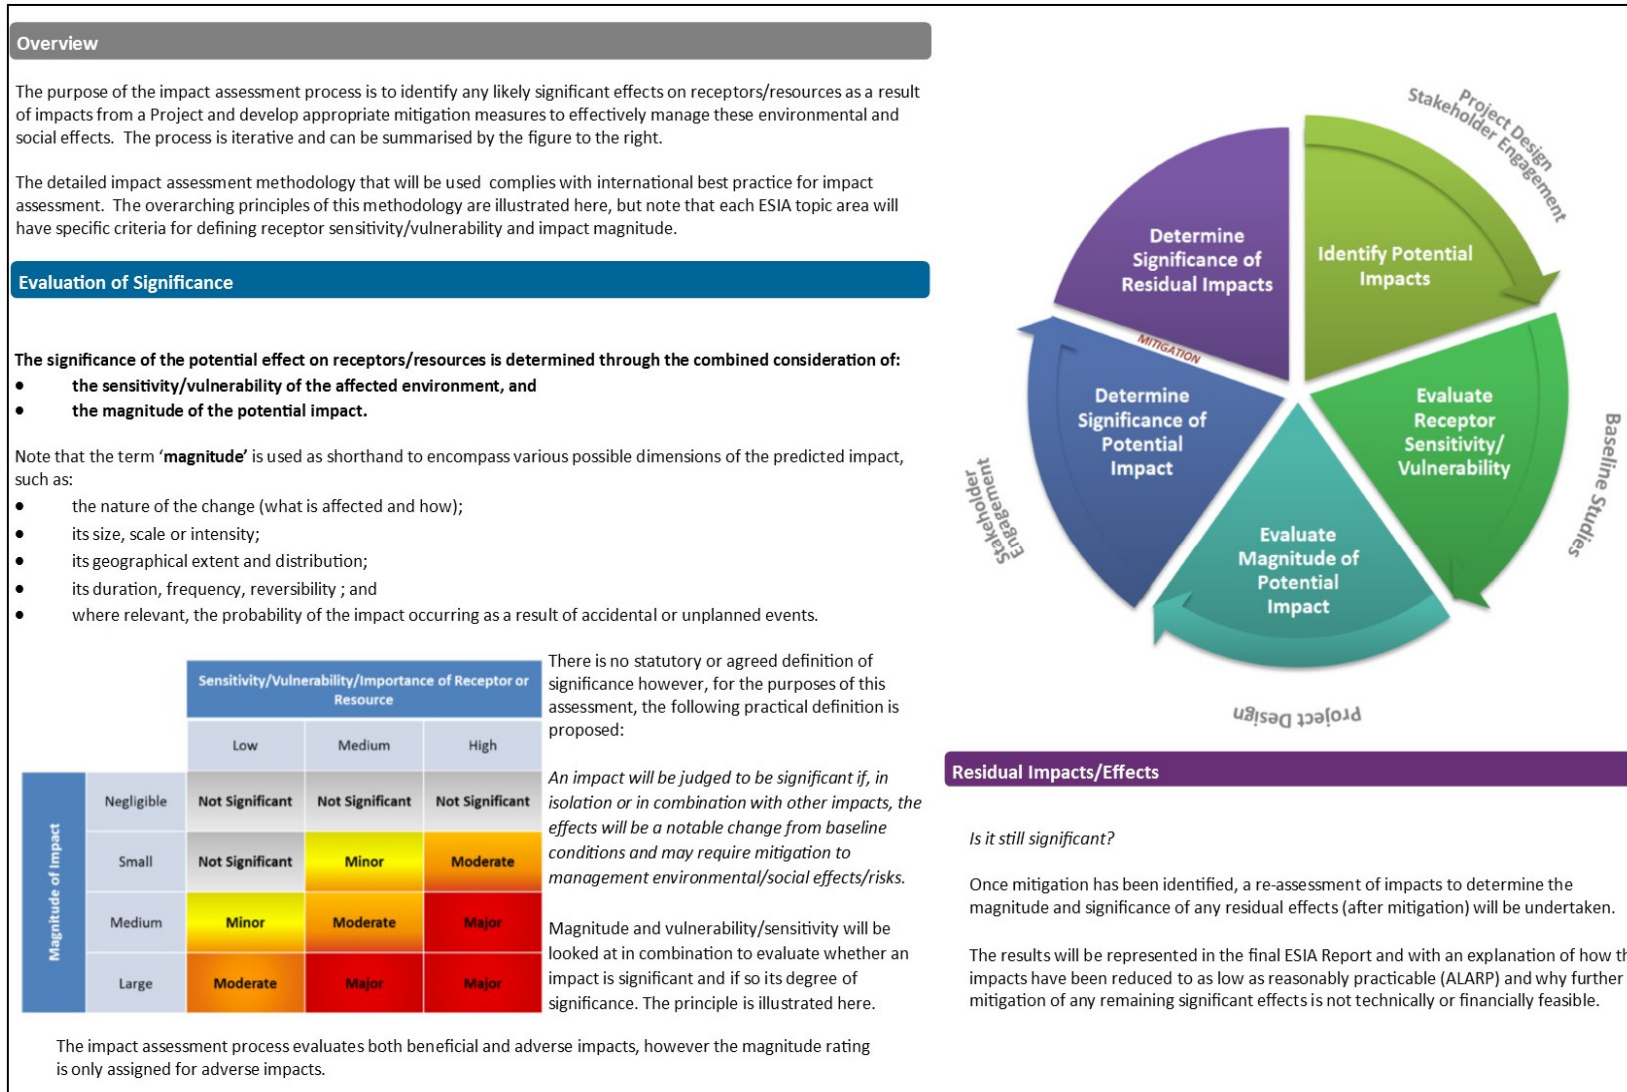 Overview
The purpose of the impact assessment process is to identify any likely significant effects on receptors/resources as a result
of impacts from a Project and develop appropriate mitigation measures to effectively manage these environmental and
social effects. The process is iterative and can be summarised by the figure to the right.
The detailed impact assessment methodology that will be used complies with international best practice for impact
assessment. The overarching principles of this methodology are illustrated here, but note that each ESIA topic area will
have specific criteria for defining receptor sensitivity/vulnerability and impact magnitude.
Evaluation of Significance
The significance of the potential effect on receptors/resources is determined through the combined consideration of:
• the sensitivity/vulnerability of the affected environment, and
• the magnitude of the potential impact.
Note that the term ‘magnitude’ is used as shorthand to encompass various possible dimensions of the predicted impact,
such as:
• the nature of the change (what is affected and how);
• its size, scale or intensity;
• its geographical extent and distribution;
• its duration, frequency, reversibility ; and
• where relevant, the probability of the impact occurring as a result of accidental or unplanned events.
Sensitivity/Vulnerability/Importance of Receptor or
Resource
Low Medium High
Magnitude of Impact
Negligible Not Significant Not Significant Not Significant
Small Not Significant Minor Moderate
Medium Minor Moderate Major
Large Moderate Major Major
There is no statutory or agreed definition of
significance however, for the purposes of this
assessment, the following practical definition is
proposed:
An impact will be judged to be significant if, in
isolation or in combination with other impacts, the
effects will be a notable change from baseline
conditions and may require mitigation to
management environmental/social effects/risks.
Magnitude and vulnerability/sensitivity will be
looked at in combination to evaluate whether an
impact is significant and if so its degree of
significance. The principle is illustrated here.
The impact assessment process evaluates both beneficial and adverse impacts, however the magnitude rating
is only assigned for adverse impacts.
Project Design
Stakeholder Engagement
Identify Potential
Impacts
Baseline Studies
Evaluate
Receptor
Sensitivity/
Vulnerability
Project Design
Evaluate
Magnitude of
Potential
Impact
Stakeholder
Engagement
Determine
Significance of
Potential
Impact
MITIGATION
Determine
Significance of
Residual Impacts
Residual Impacts/Effects
Is it still significant?
Once mitigation has been identified, a re-assessment of impacts to determine the
magnitude and significance of any residual effects (after mitigation) will be undertaken.
The results will be represented in the final ESIA Report and with an explanation of how
impacts have been reduced to as low as reasonably practicable (ALARP) and why further
mitigation of any remaining significant effects is not technically or financially feasible.